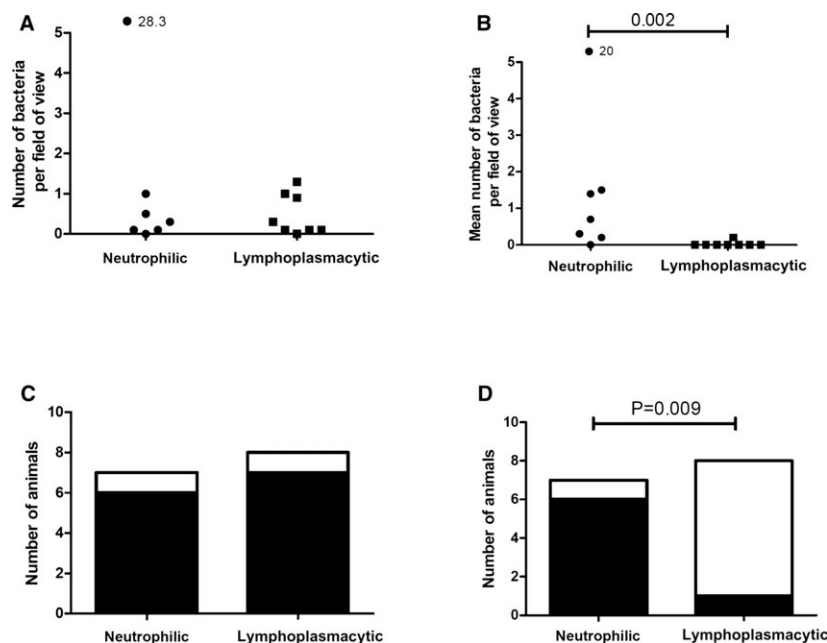 A
28.3
Number of bacteria
per field of view
5
4
3
2
1
0
Neutrophilic
Lymphoplasmacytic
B
0.002
20
Mean number of bacteria
per field of view
5
4
3
2
1
0
Neutrophilic
Lymphoplasmacytic
C
Number of animals
10
8
6
4
2
0
Neutrophilic
Lymphoplasmacytic
D
P=0.009
Number of animals
10
8
6
4
2
0
Neutrophilic
Lymphoplasmacytic